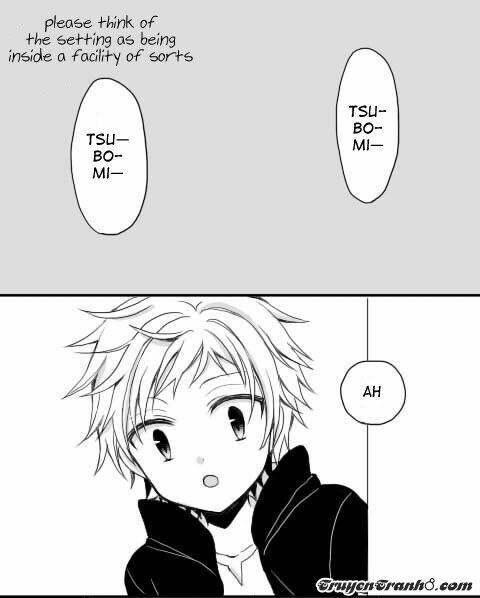 please think of
the setting as being
inside a facility of sorts
TSU-
BO-
MI—
TSU—
BO-
MI—
AH
TruyenTranh8.com